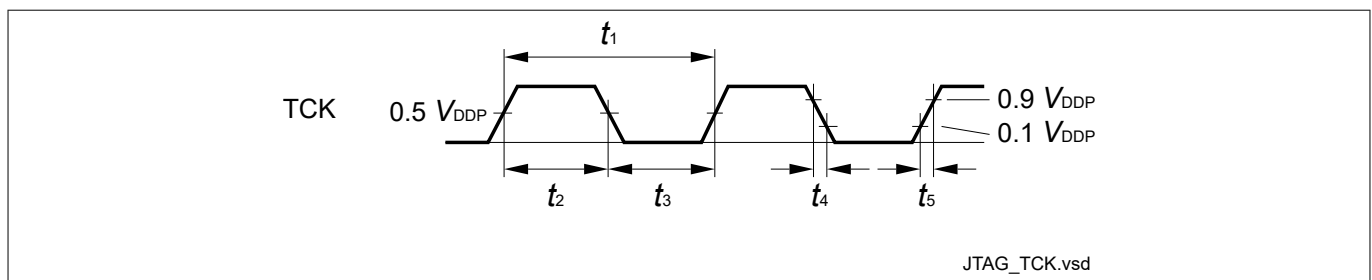 t1
TCK
0.5 VDDP
0.9 VDDP
0.1 VDDP
t2
t3
t4
t5
JTAG_TCK.vsd